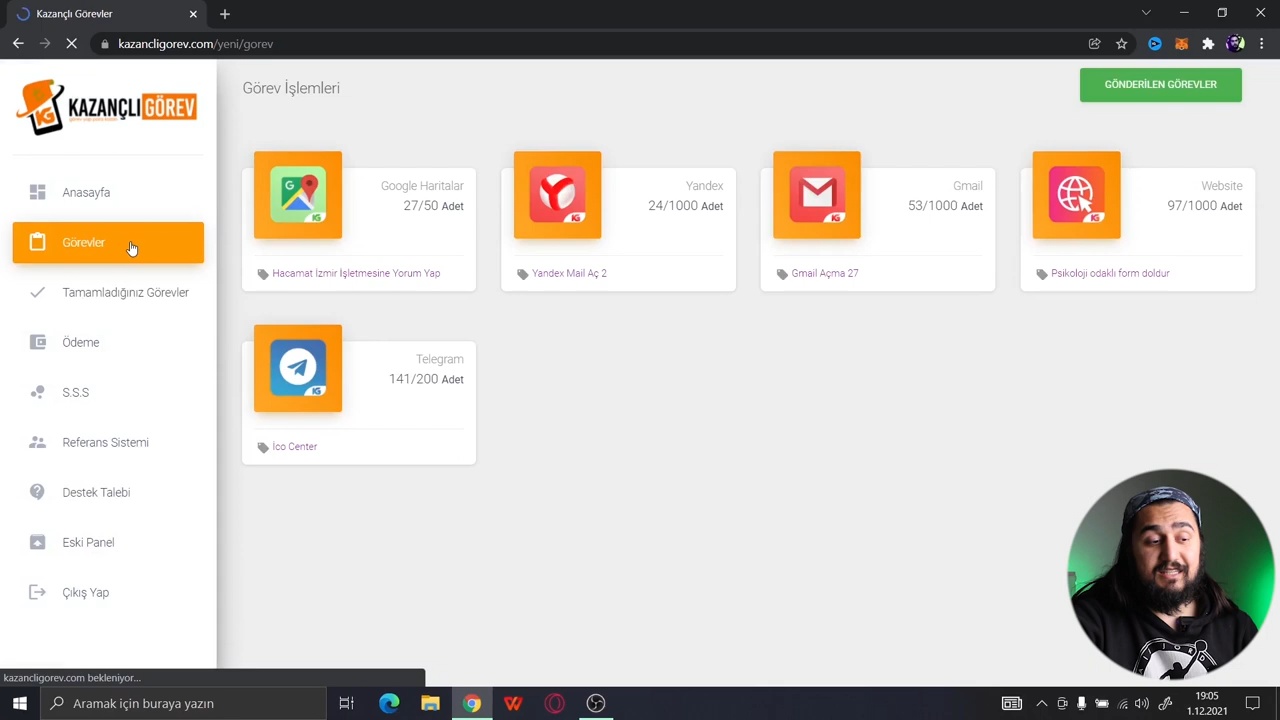 Kazançlı Görevler
kazancligorev.com/yeni/gorev
KAZANÇLIGÖREV
Anasayfa
Görevler
Tamamladığınız Görevler
Ödeme
S.S.S
Referans Sistemi
Destek Talebi
Eski Panel
Çıkış Yap
Görev İşlemleri
GÖNDERİLEN GÖREVLER
Google Haritalar
27/50 Adet
Hacamat İzmir İşletmesine Yorum Yap
Yandex
24/1000 Adet
Yandex Mail Aç 2
Gmail
53/1000 Adet
Gmail Açma 27
Website
97/1000 Adet
Psikoloji odaklı form doldur
Telegram
141/200 Adet
İco Center
kazancligorev.com bekleniyor...
Aramak için buraya yazın
19:05
1.12.2021